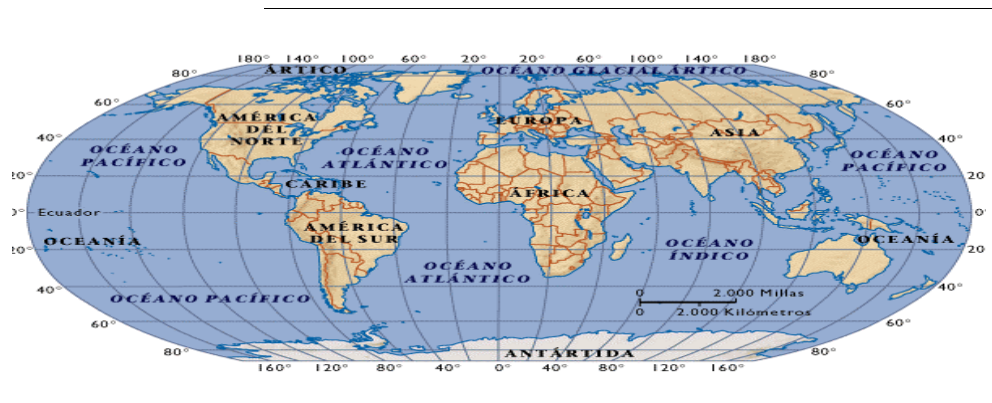 180° 140° 100° 60° 20° 20° 60° 100° 140° 180°
ÁRTICO OCÉANO GLACIAL ÁRTICO
80° 80°
60° 60°
AMÉRICA
DEL
NORTE
EUROPA
ASIA
40° 40°
OCÉANO
PACÍFICO
OCÉANO
ATLÁNTICO
OCÉANO
PACÍFICO
20° 20
CARIBE
ÁFRICA
0° Ecuador 0°
AMÉRICA
DEL SUR
OCEANÍA
OCÉANO
ÍNDICO
OCEANÍA
20° 20
OCÉANO
ATLÁNTICO
40° 40°
OCÉANO PACÍFICO
0 2.000 Millas
0 2.000 Kilómetros
60° 60°
80° 80°
ANTÁRTIDA
160° 120° 80° 40° 0° 40° 80° 120° 160°